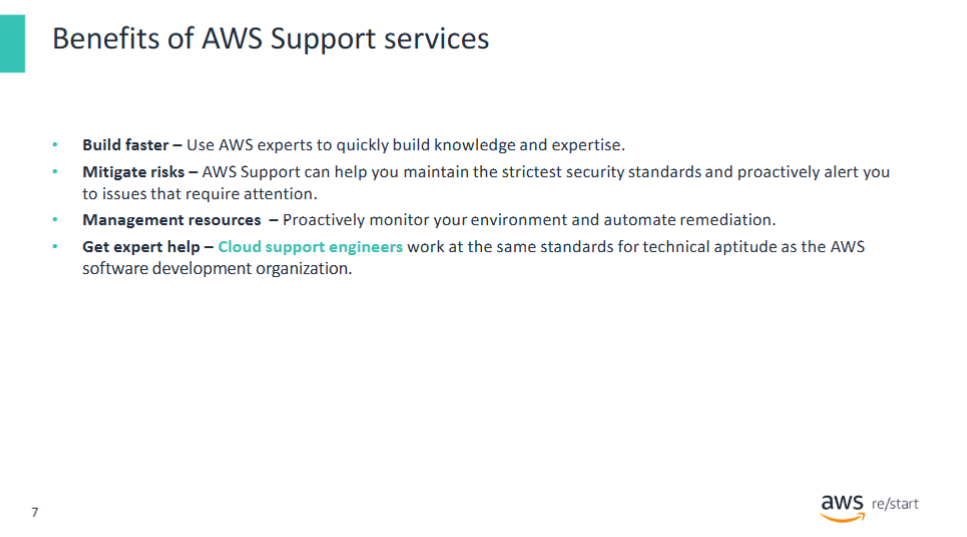 Benefits of AWS Support services
• Build faster – Use AWS experts to quickly build knowledge and expertise.
• Mitigate risks – AWS Support can help you maintain the strictest security standards and proactively alert you
to issues that require attention.
• Management resources – Proactively monitor your environment and automate remediation.
• Get expert help – Cloud support engineers work at the same standards for technical aptitude as the AWS
software development organization.
7
aws re/start